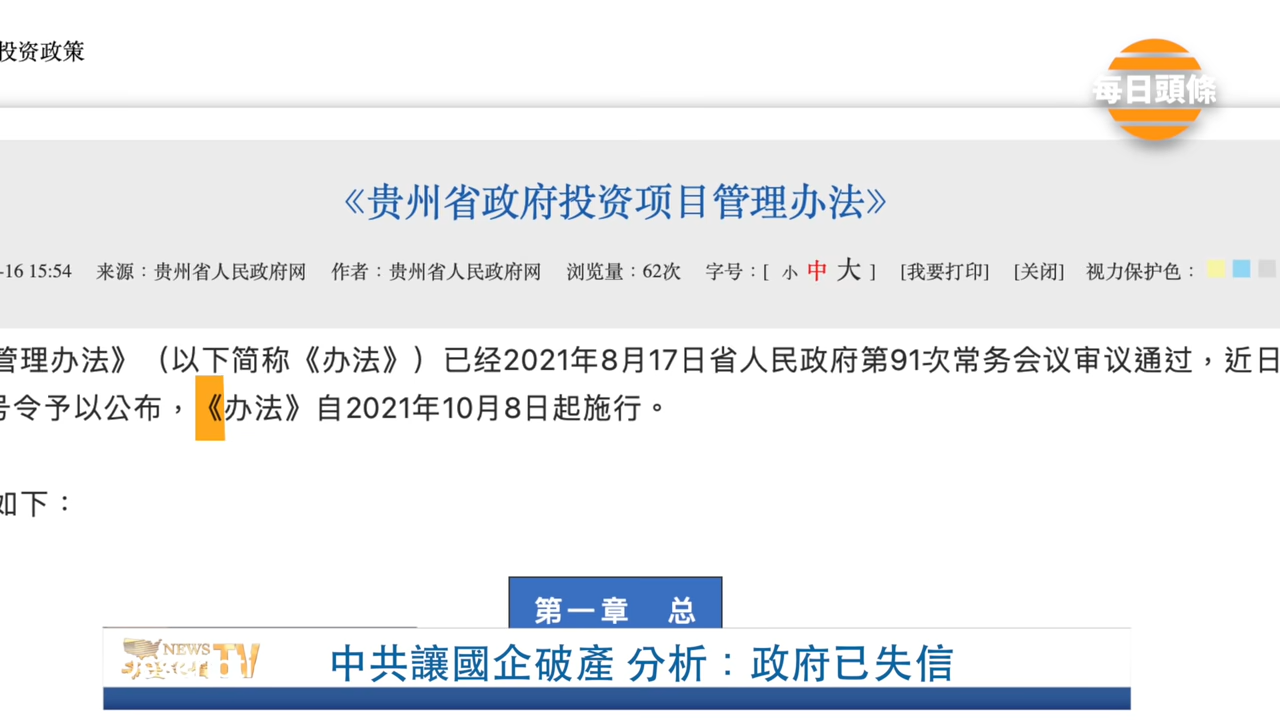 投资政策
每日頭條
《贵州省政府投资项目管理办法》
-16 15:54 来源：贵州省人民政府网 作者：贵州省人民政府网 浏览量：62次 字号：[ 小 中 大 ] [我要打印] [关闭] 视力保护色：
管理办法》（以下简称《办法》）已经2021年8月17日省人民政府第91次常务会议审议通过，近日
号令予以公布，《办法》自2021年10月8日起施行。
如下：
第一章 总
NEWS
TV
中共讓國企破產 分析：政府已失信